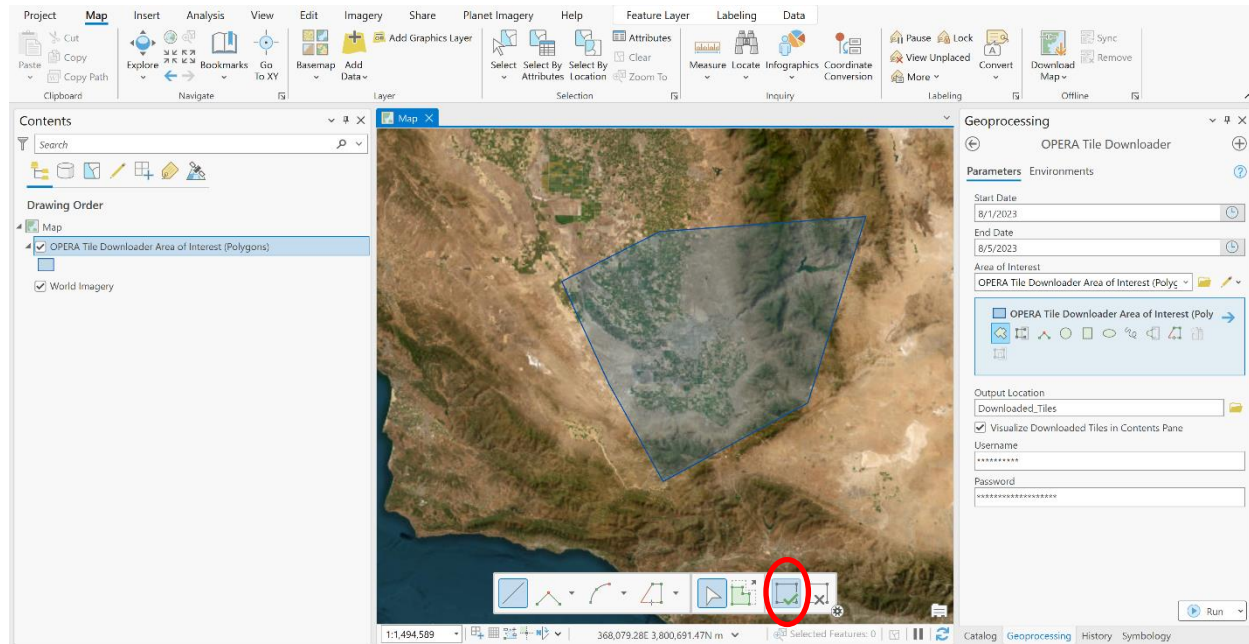 Project Map Insert Analysis View Edit Imagery Share Planet Imagery Help Feature Layer Labeling Data
Paste
Cut
Copy
Copy Path
Clipboard
Explore
Bookmarks
Go
To XY
Navigate
Basemap
Add
Data
Add Graphics Layer
Layer
Select
Select By
Attributes
Select By
Location
Attributes
Clear
Zoom To
Selection
Measure
Locate
Infographics
Coordinate
Conversion
Inquiry
Pause
Lock
View Unplaced
More
Convert
Labeling
Download
Map
Sync
Remove
Offline
Contents
Search
Drawing Order
Map
OPERA Tile Downloader Area of Interest (Polygons)
World Imagery
Map
1:1,494,589
368,079.28E 3,800,691.47N m
Selected Features: 0
Geoprocessing
OPERA Tile Downloader
Parameters Environments
Start Date
8/1/2023
End Date
8/5/2023
Area of Interest
OPERA Tile Downloader Area of Interest (Polyg
OPERA Tile Downloader Area of Interest (Poly
Output Location
Downloaded_Tiles
Visualize Downloaded Tiles in Contents Pane
Username
**********
Password
*******************
Run
Catalog Geoprocessing History Symbology